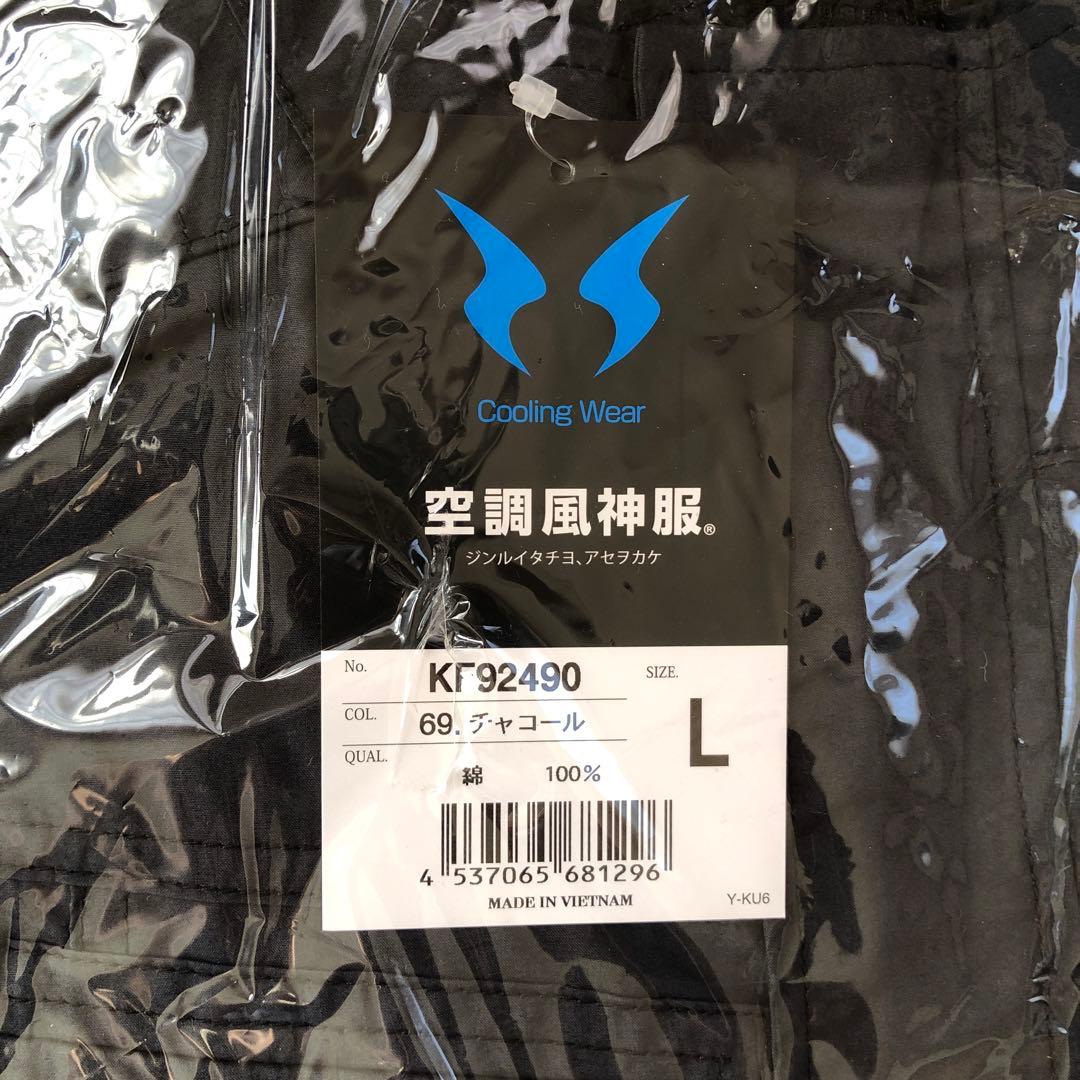 Cooling Wear
空調風神服®
ジンルイタチヨ、アセヲカケ
No. KF92490
SIZE. L
COL. 69. チャコール
QUAL.
綿 100%
4 537065 681296
MADE IN VIETNAM
Y-KU6